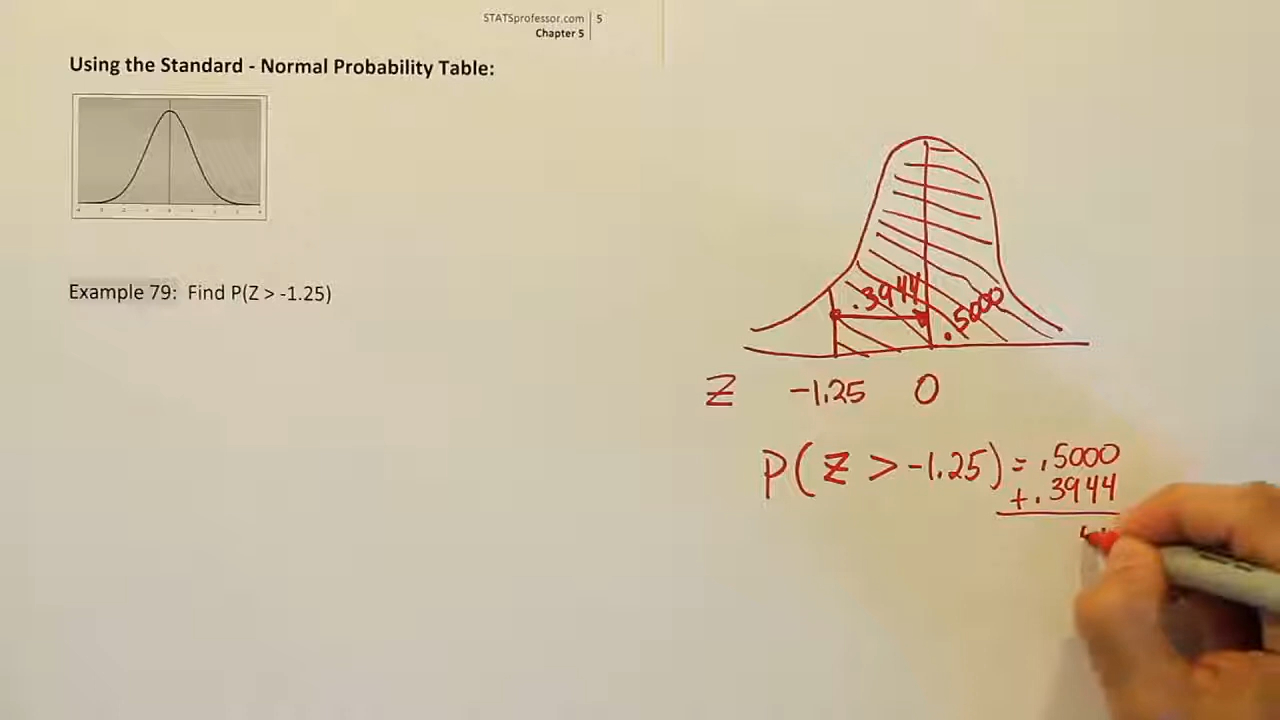 STATSprofessor.com 5
Chapter 5
Using the Standard - Normal Probability Table:
Example 79: Find P(Z > -1.25)
.3944
.5000
Z -1.25 0
P(Z > -1.25) = .5000
+ .3944